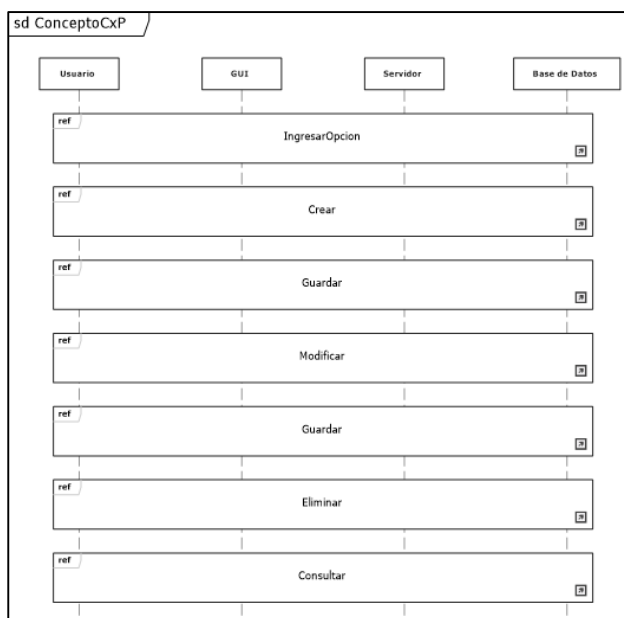 sd ConceptoCxP
Usuario GUI Servidor Base de Datos
ref
IngresarOpcion
ref
Crear
ref
Guardar
ref
Modificar
ref
Guardar
ref
Eliminar
ref
Consultar